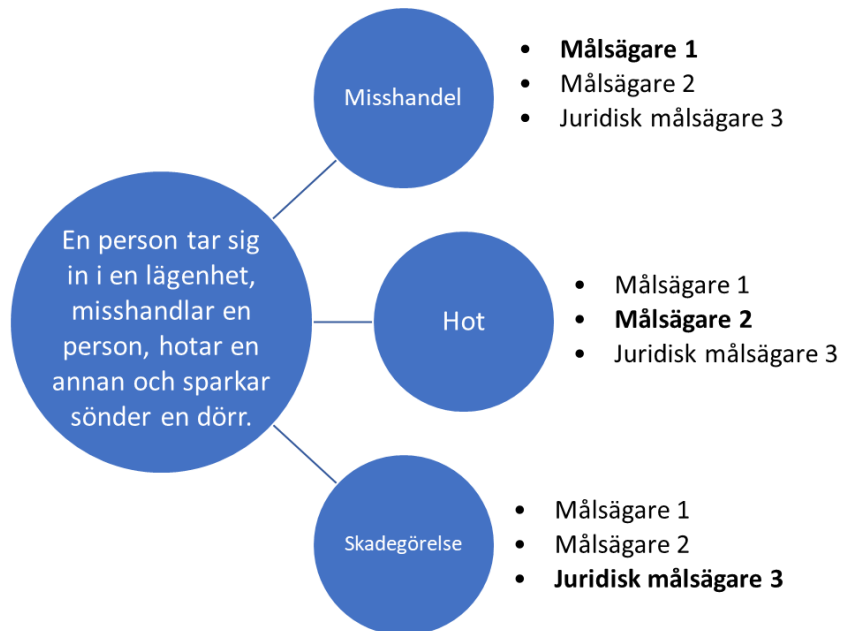 Misshandel
• Målsägare 1
• Målsägare 2
• Juridisk målsägare 3
En person tar sig
in i en lägenhet,
misshandlar en
person, hotar en
annan och sparkar
sönder en dörr.
Hot
• Målsägare 1
• Målsägare 2
• Juridisk målsägare 3
Skadegörelse
• Målsägare 1
• Målsägare 2
• Juridisk målsägare 3